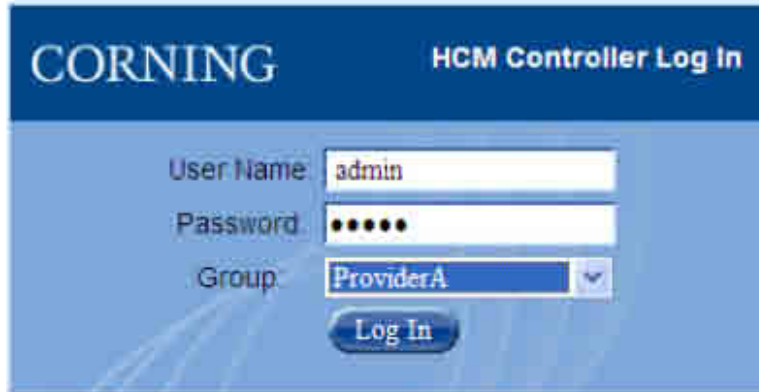 CORNING
HCM Controller Log In
User Name: admin
Password: •••••
Group: ProviderA
Log In